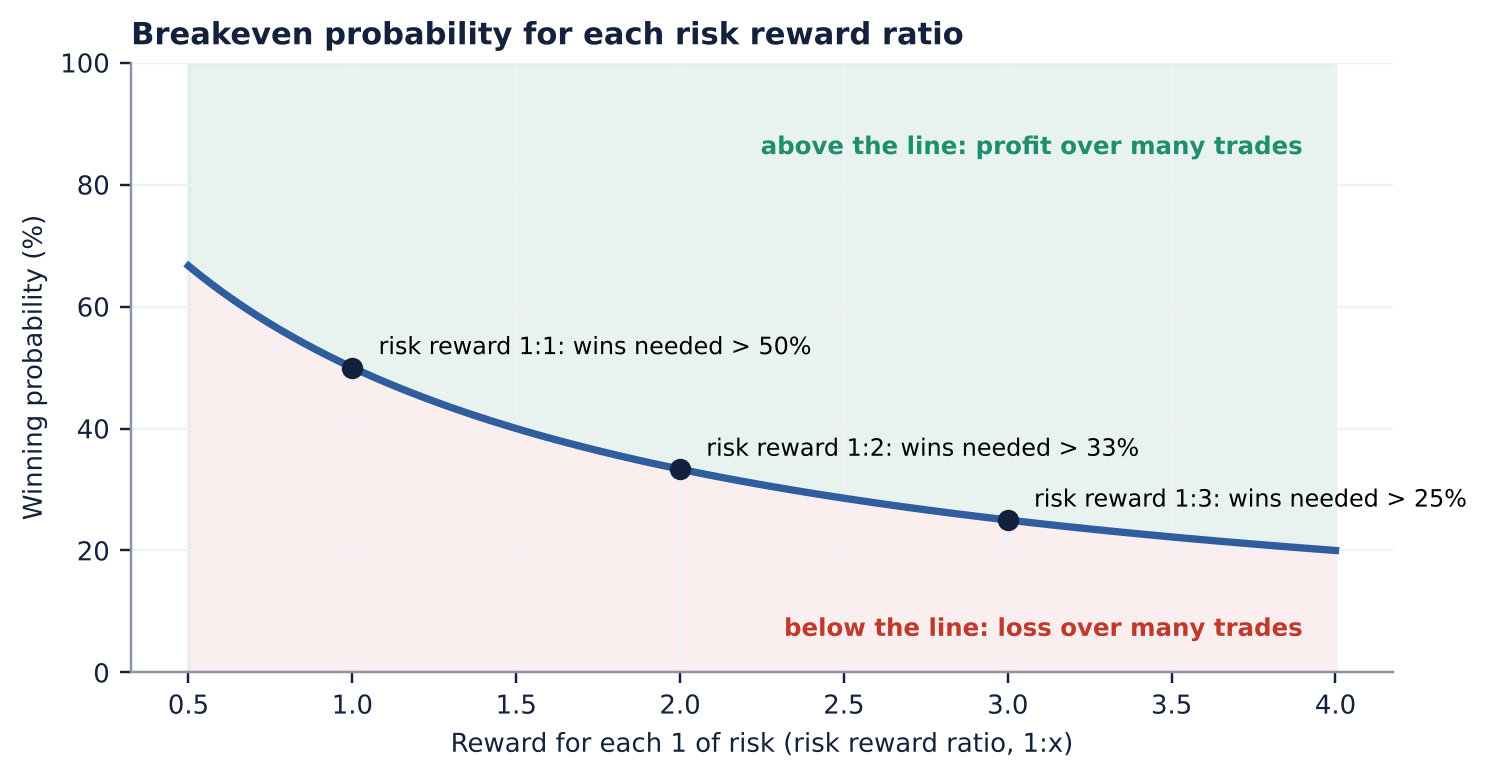 Breakeven probability for each risk reward ratio
100
80
60
40
20
0
Winning probability (%)
above the line: profit over many trades
risk reward 1:1: wins needed > 50%
risk reward 1:2: wins needed > 33%
risk reward 1:3: wins needed > 25%
below the line: loss over many trades
0.5 1.0 1.5 2.0 2.5 3.0 3.5 4.0
Reward for each 1 of risk (risk reward ratio, 1:x)